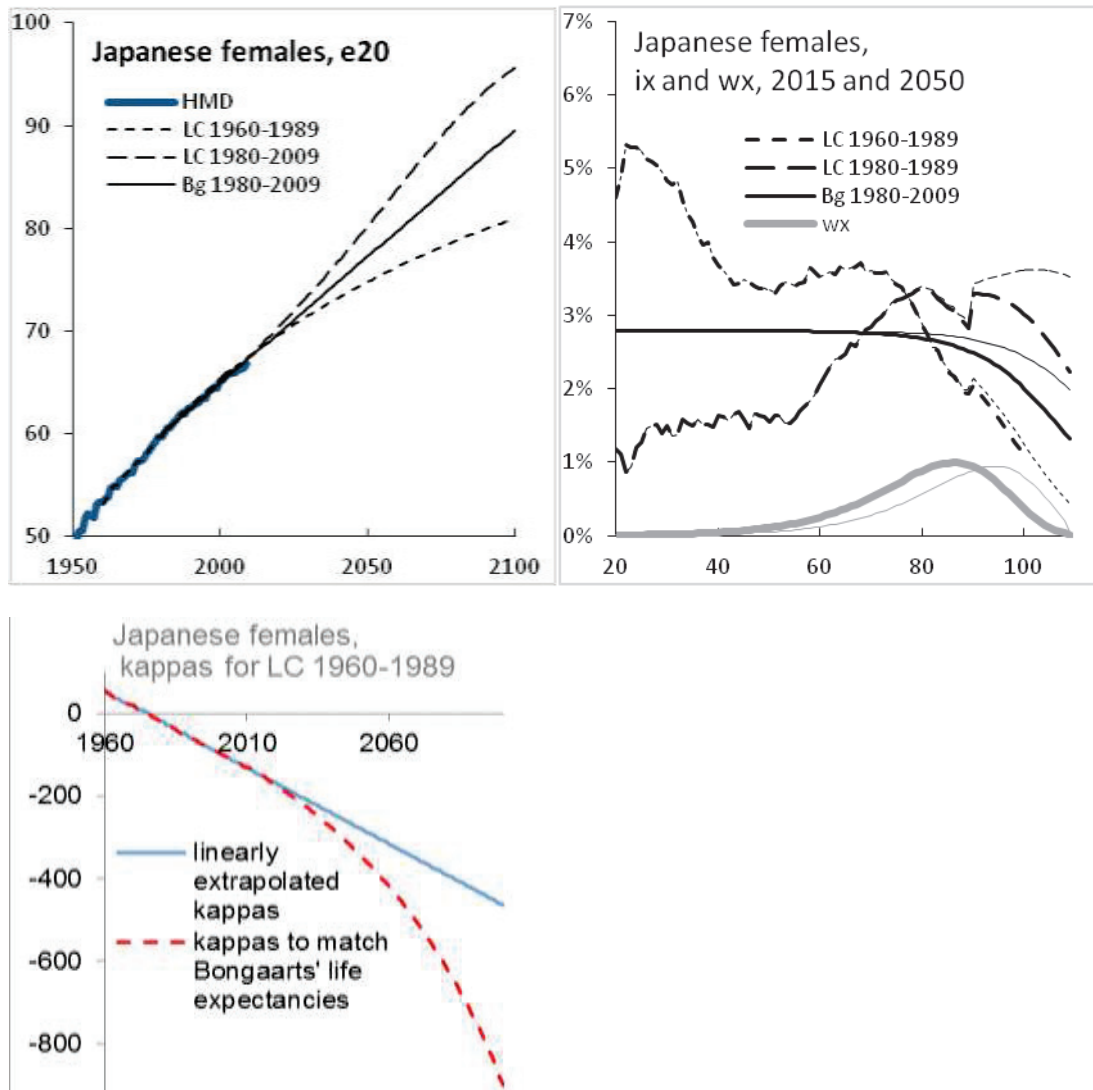 Japanese females, e20
HMD
LC 1960-1989
LC 1980-2009
Bg 1980-2009
100
90
80
70
60
50
1950
2000
2050
2100
Japanese females,
ix and wx, 2015 and 2050
LC 1960-1989
LC 1980-1989
Bg 1980-2009
wx
7%
6%
5%
4%
3%
2%
1%
0%
20
40
60
80
100
Japanese females,
kappas for LC 1960-1989
0
1960
2010
2060
-200
-400
-600
-800
linearly
extrapolated
kappas
kappas to match
Bongaarts' life
expectancies